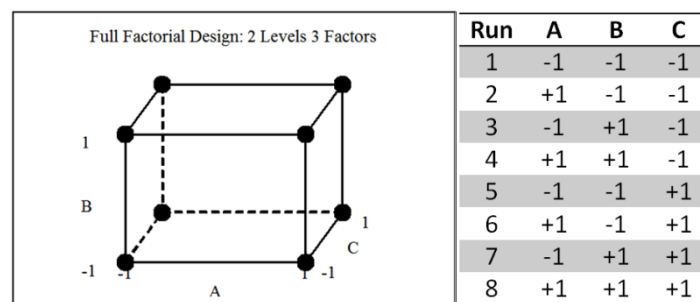 Full Factorial Design: 2 Levels 3 Factors
1
B
1
C
-1
-1
1
-1
A
Run A B C
1 -1 -1 -1
2 +1 -1 -1
3 -1 +1 -1
4 +1 +1 -1
5 -1 -1 +1
6 +1 -1 +1
7 -1 +1 +1
8 +1 +1 +1